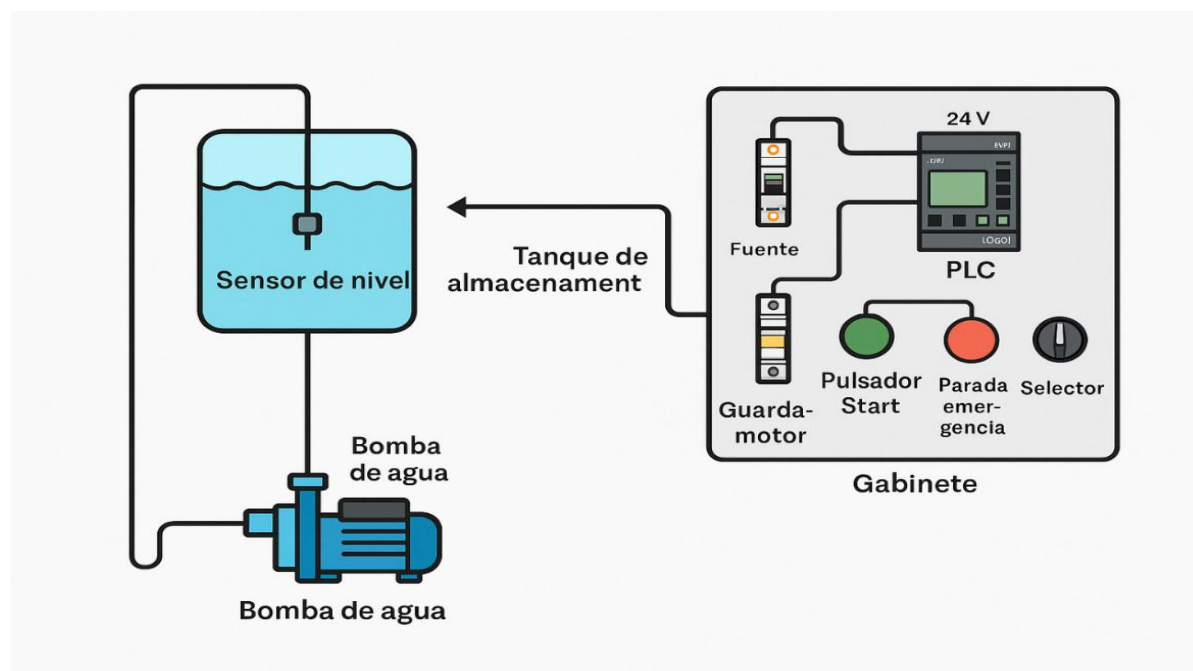 Sensor de nivel
Tanque de
almacenament
Bomba
de agua
Bomba de agua
24 V
Fuente
PLC
Guarda-
motor
Pulsador
Start
Parada
emer-
gencia
Selector
Gabinete